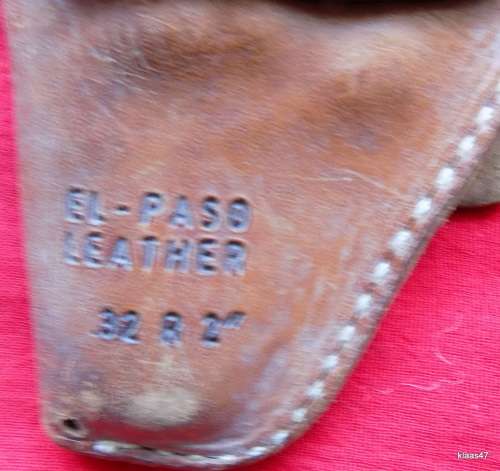 EL-PASO
LEATHER
32 R 2"
klaas47